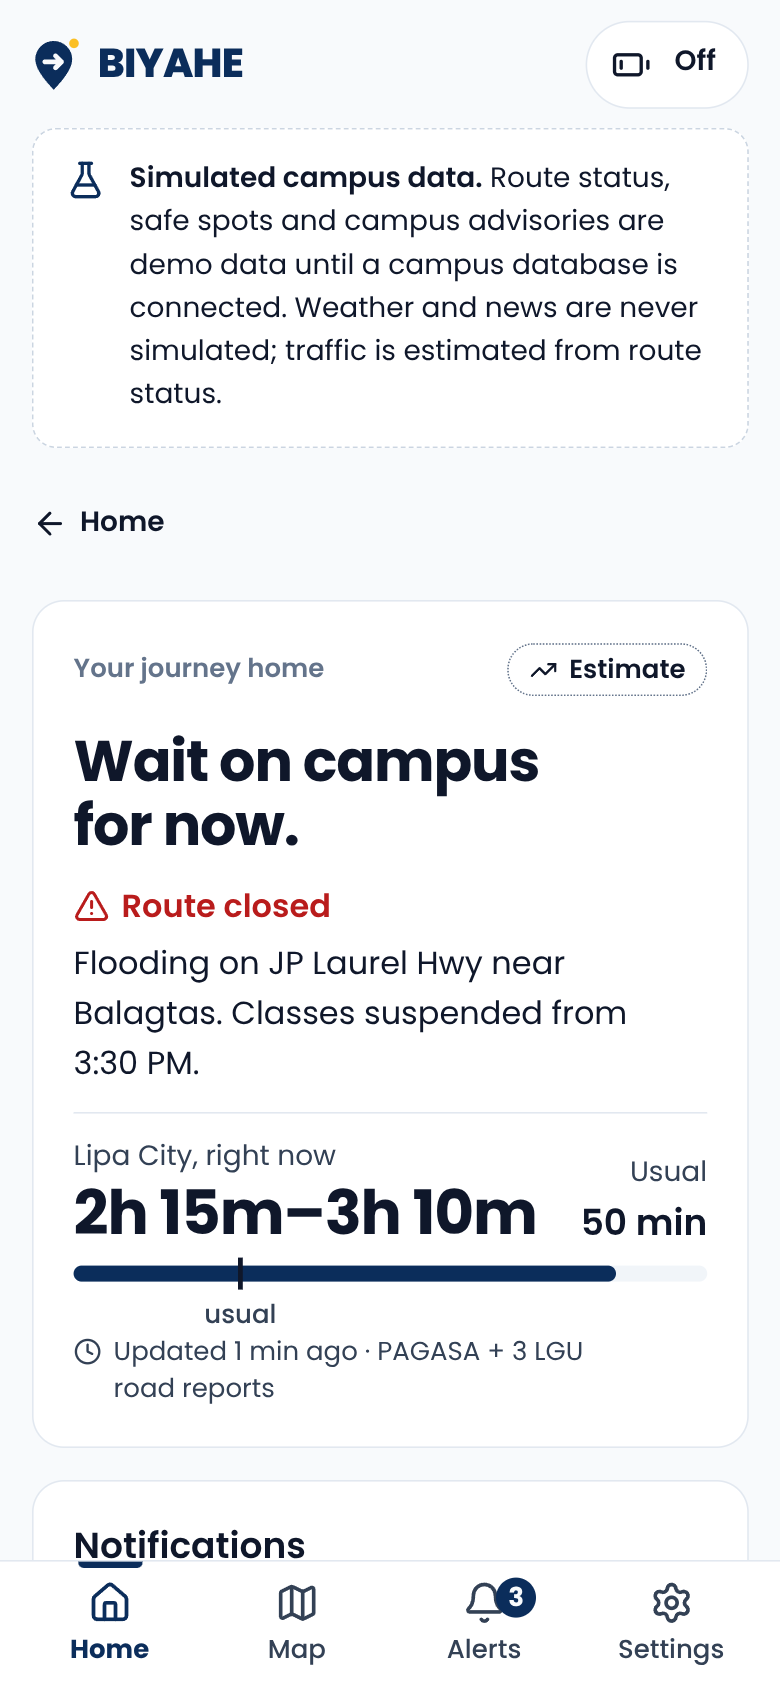 BIYAHE
Off
Simulated campus data. Route status,
safe spots and campus advisories are
demo data until a campus database is
connected. Weather and news are never
simulated; traffic is estimated from route
status.
Home
Your journey home
Estimate
Wait on campus
for now.
Route closed
Flooding on JP Laurel Hwy near
Balagtas. Classes suspended from
3:30 PM.
Lipa City, right now
Usual
2h 15m–3h 10m
50 min
usual
Updated 1 min ago · PAGASA + 3 LGU
road reports
Notifications
3
Home
Map
Alerts
Settings